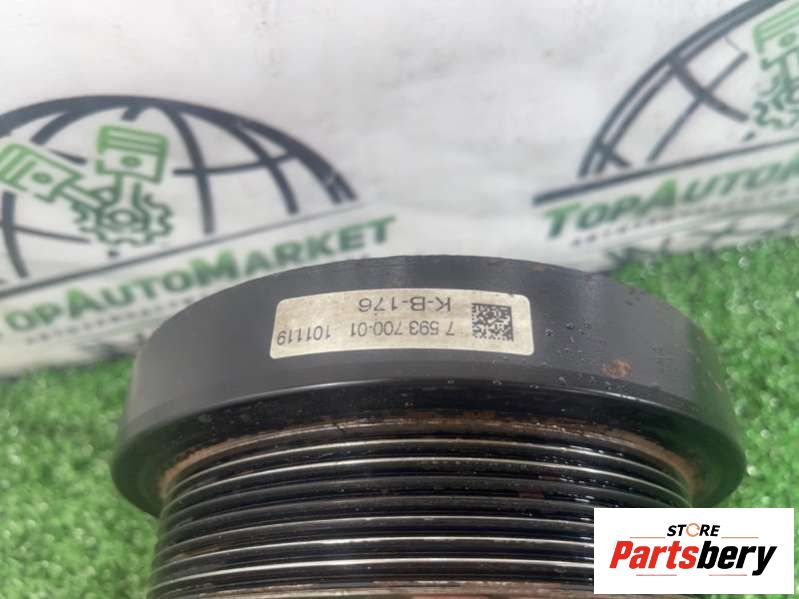 TopAutoMarket
TopAutoMarket
7 593 700-01 101119
K-B-176
STORE
Partsbery